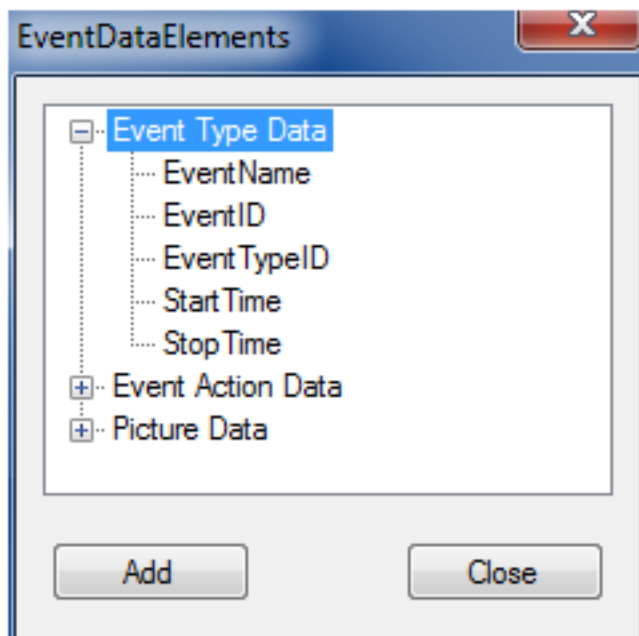 EventDataElements
Event Type Data
EventName
EventID
EventTypeID
StartTime
StopTime
Event Action Data
Picture Data
Add Close